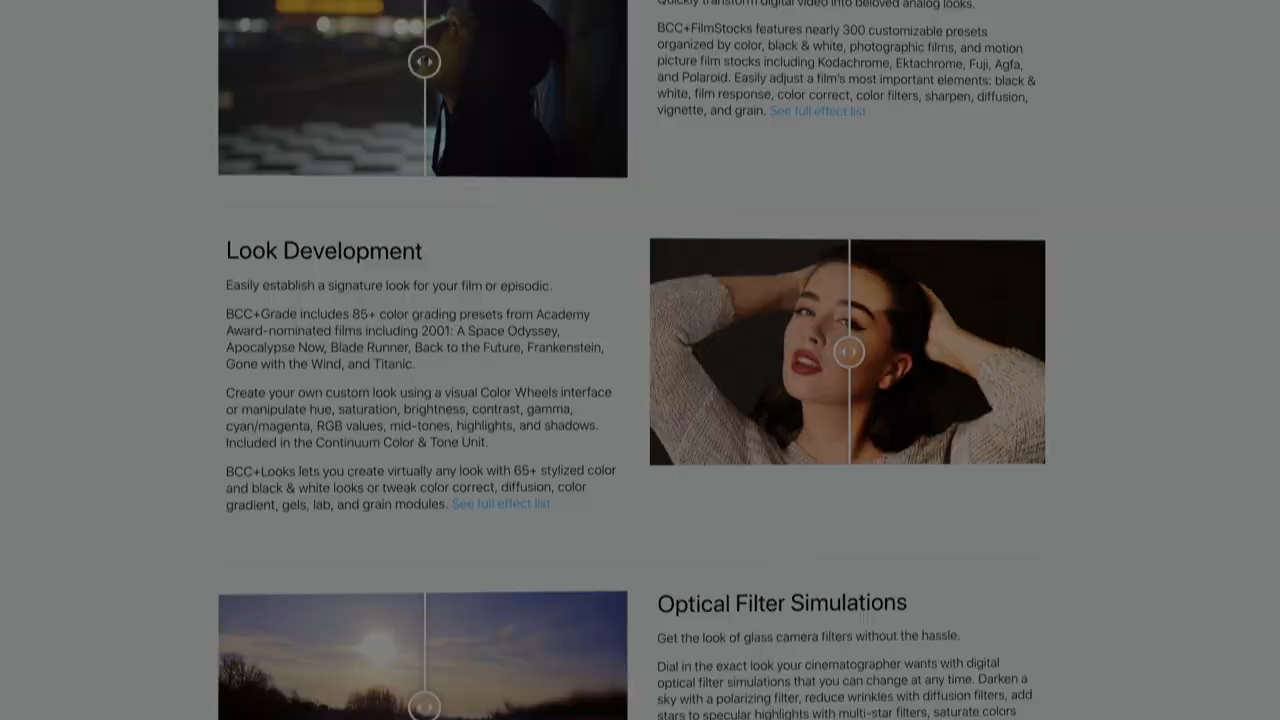 Quickly transform digital video into beloved analog looks.
BCC+FilmStocks features nearly 300 customizable presets
organized by color, black & white, photographic films, and motion
picture film stocks including Kodachrome, Ektachrome, Fuji, Agfa,
and Polaroid. Easily adjust a film's most important elements: black &
white, film response, color correct, color filters, sharpen, diffusion,
vignette, and grain. See full effect list
Look Development
Easily establish a signature look for your film or episodic.
BCC+Grade includes 85+ color grading presets from Academy
Award-nominated films including 2001: A Space Odyssey,
Apocalypse Now, Blade Runner, Back to the Future, Frankenstein,
Gone with the Wind, and Titanic.
Create your own custom look using a visual Color Wheels interface
or manipulate hue, saturation, brightness, contrast, gamma,
cyan/magenta, RGB values, mid-tones, highlights, and shadows.
Included in the Continuum Color & Tone Unit.
BCC+Looks lets you create virtually any look with 65+ stylized color
and black & white looks or tweak color correct, diffusion, color
gradient, gels, lab, and grain modules. See full effect list
Optical Filter Simulations
Get the look of glass camera filters without the hassle.
Dial in the exact look your cinematographer wants with digital
optical filter simulations that you can change at any time. Darken a
sky with a polarizing filter, reduce wrinkles with diffusion filters, add
stars to specular highlights with multi-star filters, saturate colors